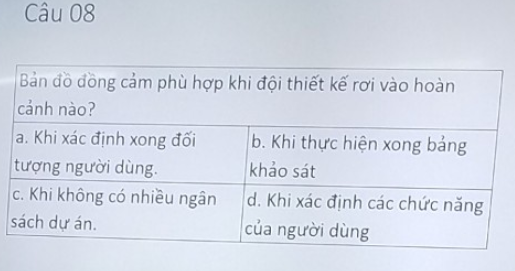 Câu 08
Bản đồ đồng cảm phù hợp khi đội thiết kế rơi vào hoàn
cảnh nào?
a. Khi xác định xong đối
tượng người dùng.
b. Khi thực hiện xong bảng
khảo sát
c. Khi không có nhiều ngân
sách dự án.
d. Khi xác định các chức năng
của người dùng